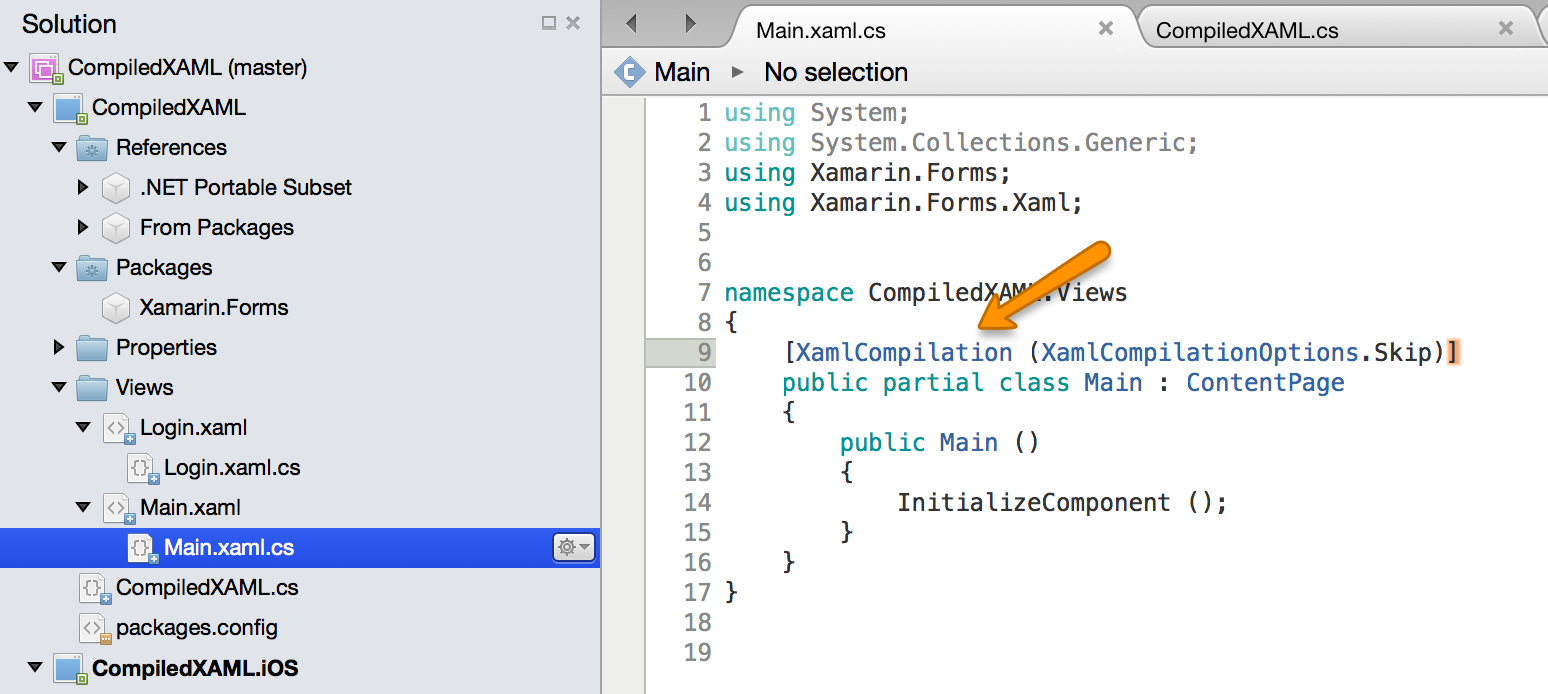 Solution
CompiledXAML (master)
CompiledXAML
References
.NET Portable Subset
From Packages
Packages
Xamarin.Forms
Properties
Views
Login.xaml
Login.xaml.cs
Main.xaml
Main.xaml.cs
CompiledXAML.cs
packages.config
CompiledXAML.iOS
Main.xaml.cs
CompiledXAML.cs
C Main No selection
1 using System;
2 using System.Collections.Generic;
3 using Xamarin.Forms;
4 using Xamarin.Forms.Xaml;
5
6
7 namespace CompiledXAML.Views
8 {
9 [XamlCompilation (XamlCompilationOptions.Skip)]
10 public partial class Main : ContentPage
11 {
12 public Main ()
13 {
14 InitializeComponent ();
15 }
16 }
17 }
18
19